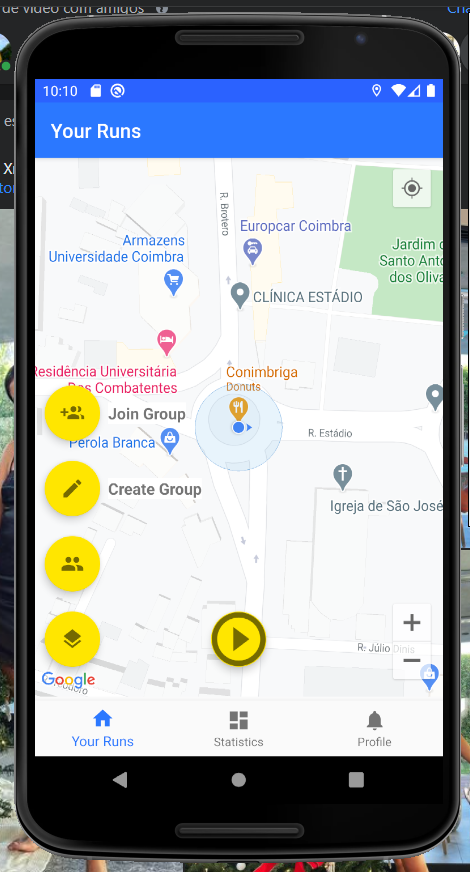 de vídeo com amigos
10:10
Your Runs
R. Brotero
Europcar Coimbra
Armazens
Universidade Coimbra
Jardim
Santo Ant
dos Oliva
CLÍNICA ESTÁDIO
Residência Universitária
Dos Combatentes
Conimbriga
Donuts
Join Group
Pérola Branca
R. Estádio
Create Group
Igreja de São José
R. Júlio Dinis
Google
Your Runs
Statistics
Profile